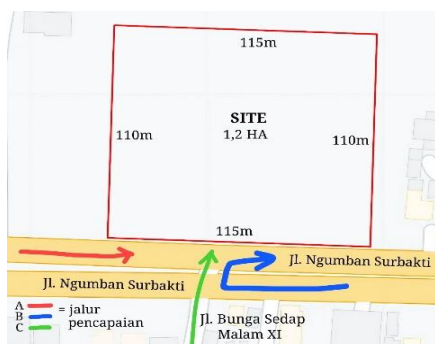 115m
SITE
1,2 HA
110m
110m
115m
Jl. Ngumban Surbakti
Jl. Ngumban Surbakti
A
B
C
= jalur
pencapaian
Jl. Bunga Sedap
Malam XI